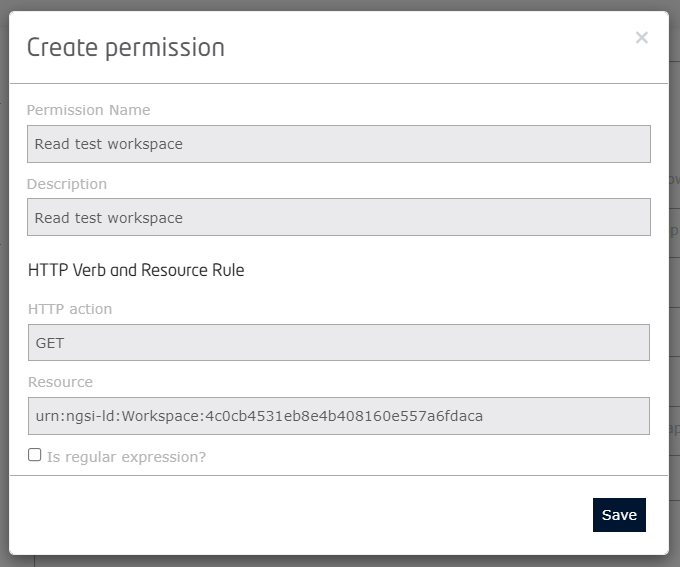 Create permission
×
Permission Name
Read test workspace
Description
Read test workspace
HTTP Verb and Resource Rule
HTTP action
GET
Resource
urn:ngsi-ld:Workspace:4c0cb4531eb8e4b408160e557a6fdaca
Is regular expression?
Save